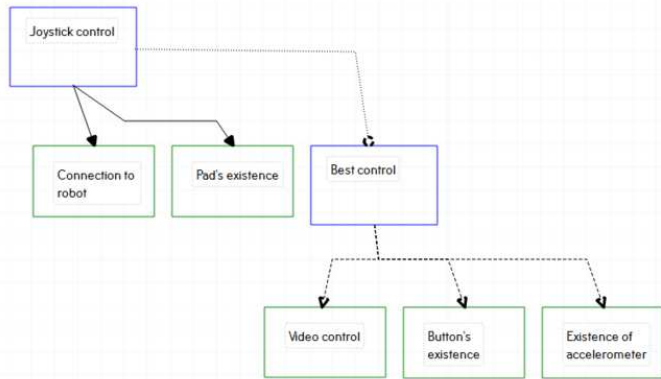 Joystick control
Connection to
robot
Pad's existence
Best control
Video control
Button's
existence
Existence of
accelerometer